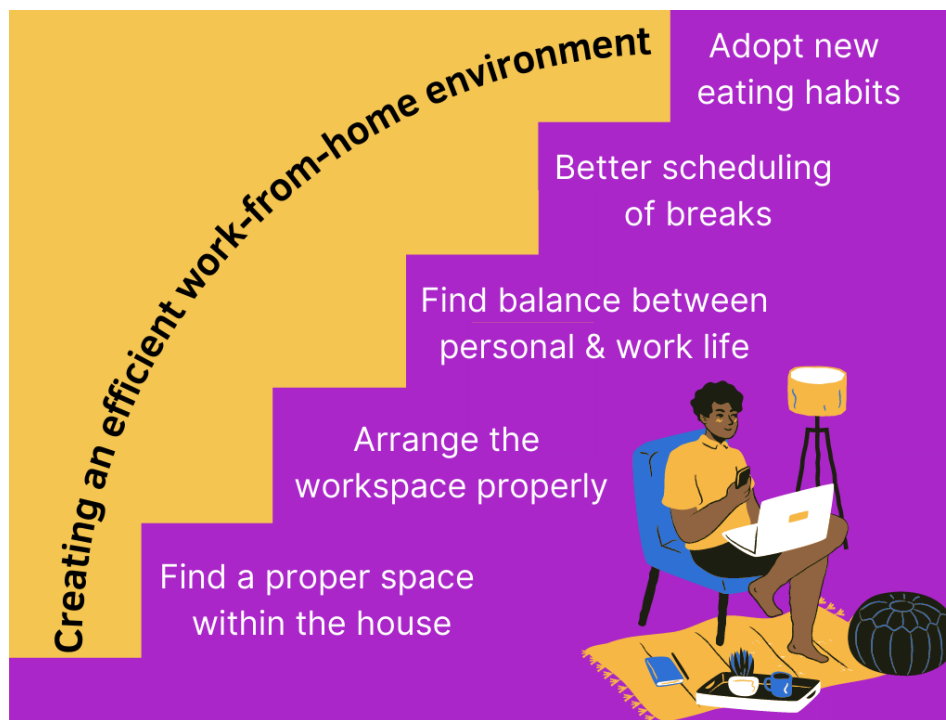 Creating an efficient work-from-home environment
Adopt new
eating habits
Better scheduling
of breaks
Find balance between
personal & work life
Arrange the
workspace properly
Find a proper space
within the house